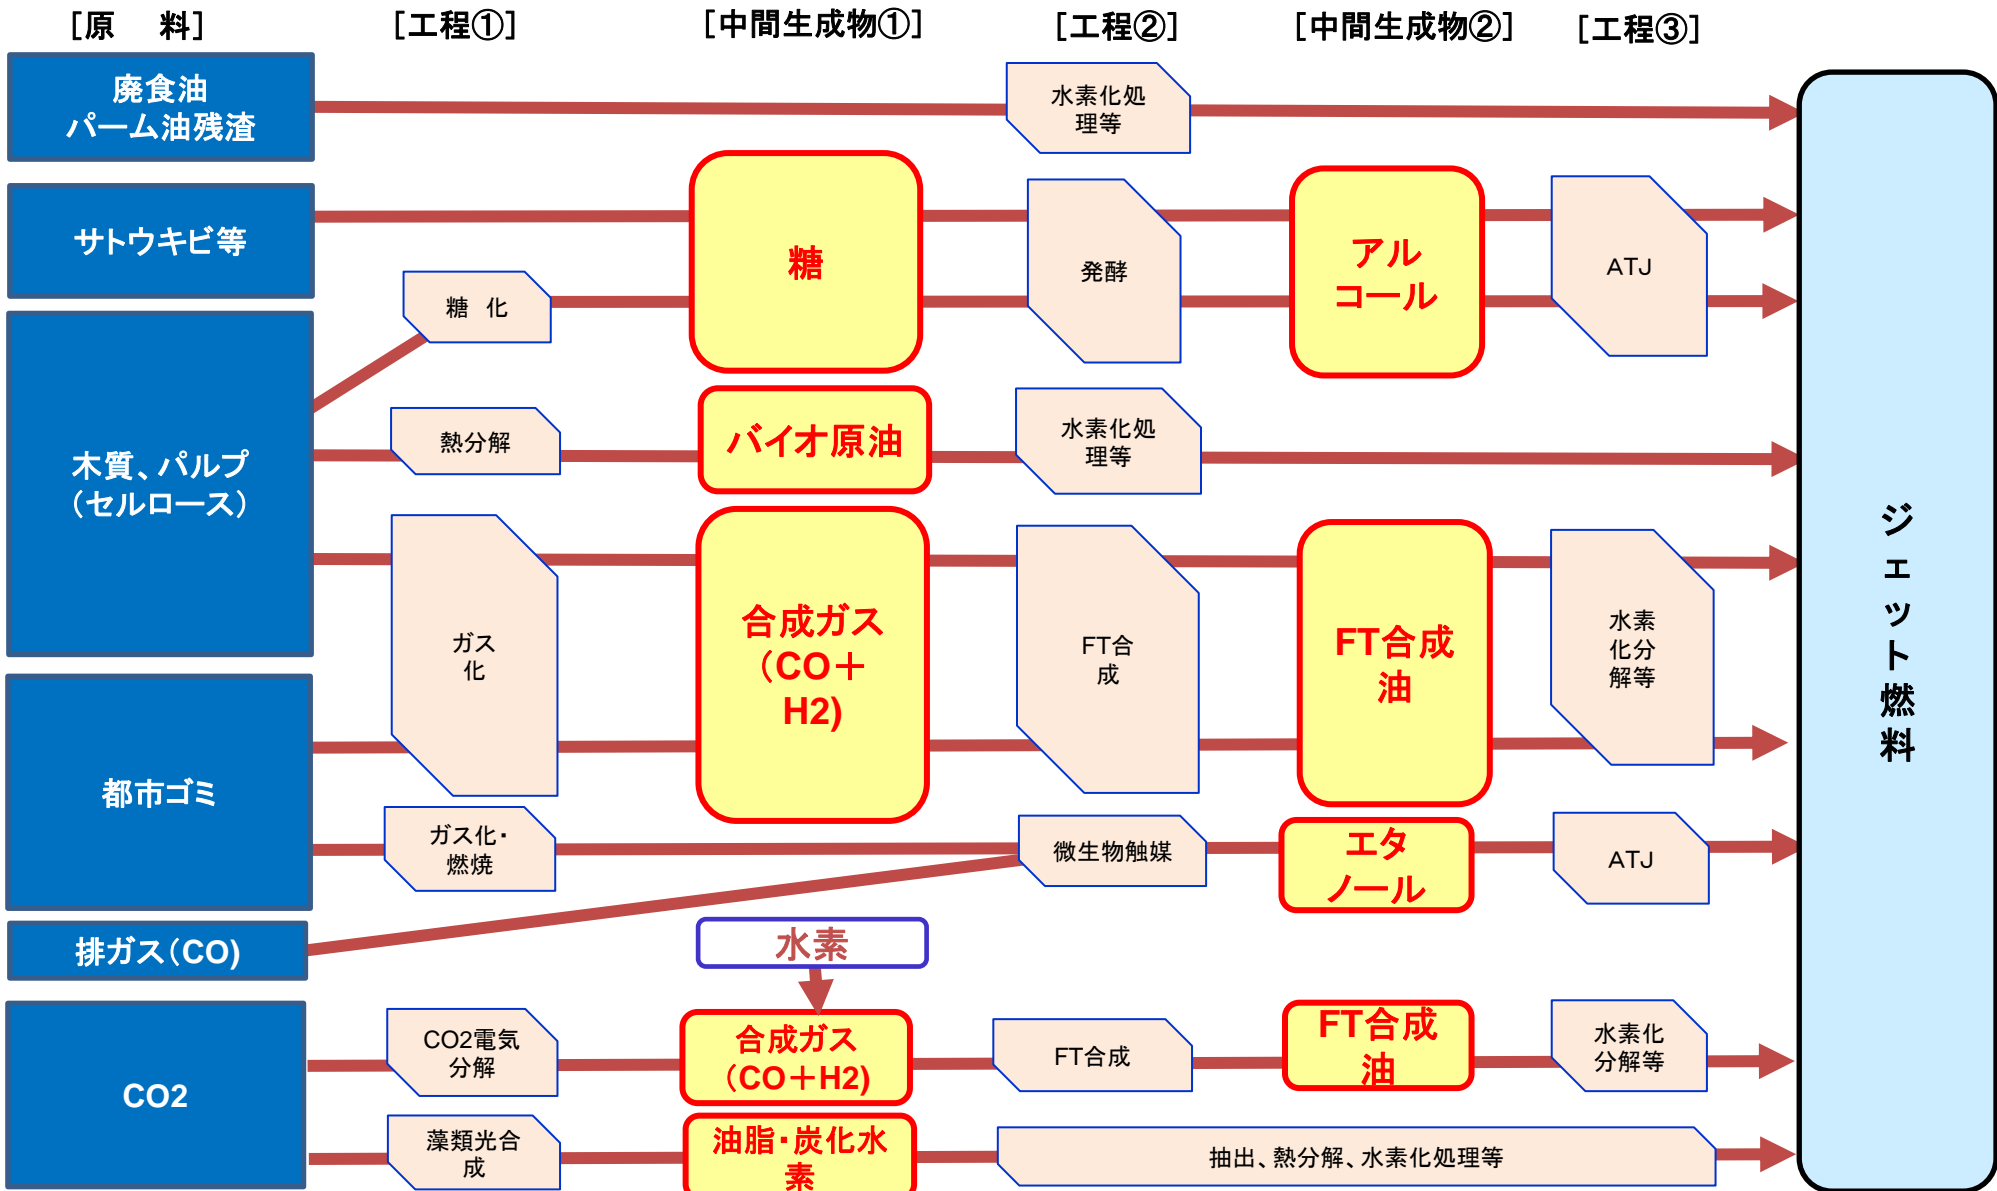 [原　料]
[工程①]
[中間生成物①]
[工程②]
[中間生成物②]
[工程③]
廃食油
パーム油残渣
水素化処
理等
サトウキビ等
糖
発酵
アル
コール
ATJ
糖　化
木質、パルプ
（セルロース）
熱分解
バイオ原油
水素化処
理等
ガス
化
合成ガス
（CO＋
H2)
FT合
成
FT合成
油
水素
化分
解等
都市ゴミ
ガス化・
燃焼
微生物触媒
エタ
ノール
ATJ
排ガス（CO)
水素
CO2
CO2電気
分解
合成ガス
（CO＋H2)
FT合成
FT合成
油
水素化
分解等
藻類光合
成
油脂・炭化水
素
抽出、熱分解、水素化処理等
ジェット燃料